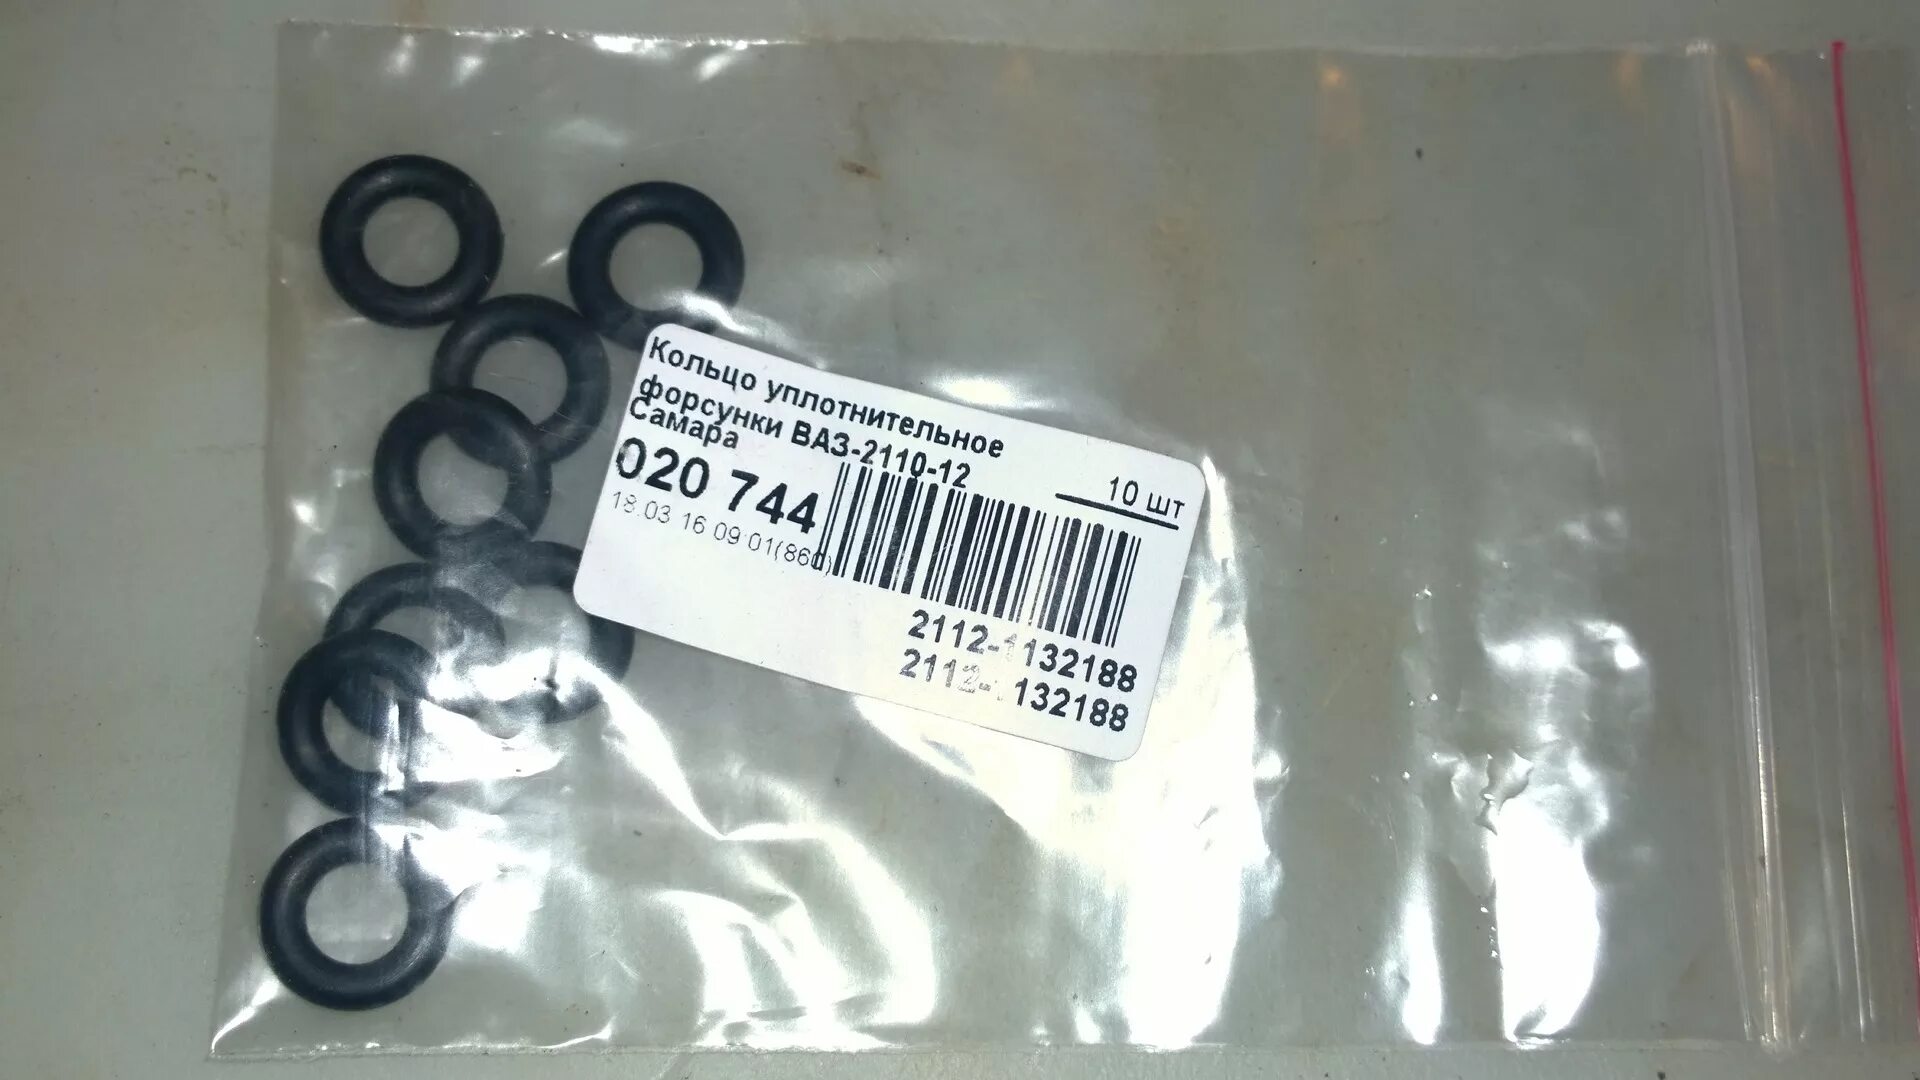 Кольцо уплотнительное
форсунки ВАЗ-2110-12
Самара
10 шт
020 744
18.03.16 09:01(860)
2112-1132188
2112-1132188